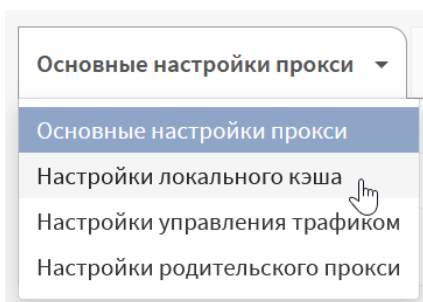 Основные настройки прокси
Основные настройки прокси
Настройки локального кэша
Настройки управления трафиком
Настройки родительского прокси